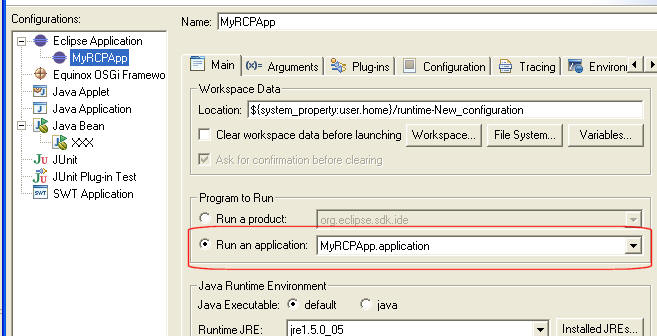 Configurations:
Eclipse Application
MyRCPApp
Equinox OSGi Framewo
Java Applet
Java Application
Java Bean
XXX
JUnit
JUnit Plug-in Test
SWT Application
Name: MyRCPApp
Main Arguments Plug-ins Configuration Tracing Environ
Workspace Data
Location: ${system_property:user.home}/runtime-New_configuration
Clear workspace data before launching Workspace... File System... Variables...
Ask for confirmation before clearing
Program to Run
Run a product: org.eclipse.sdk.ide
Run an application: MyRCPApp.application
Java Runtime Environment
Java Executable: default java
Runtime JRE: jre1.5.0_05 Installed JREs...